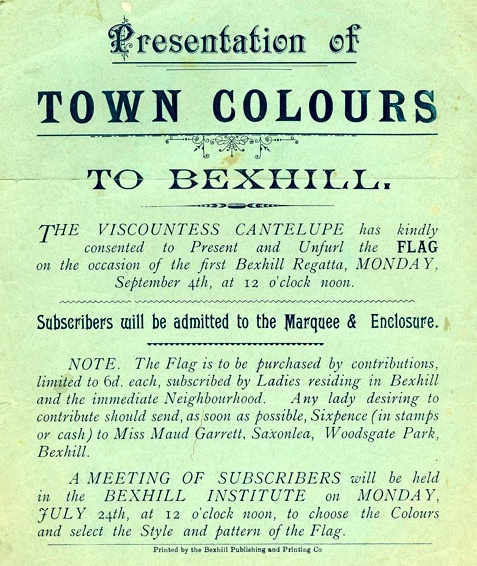 Presentation of
TOWN COLOURS
TO BEXHILL.
THE VISCOUNTESS CANTELUPE has kindly
consented to Present and Unfurl the FLAG
on the occasion of the first Bexhill Regatta, MONDAY,
September 4th, at 12 o'clock noon.
Subscribers will be admitted to the Marquee & Enclosure.
NOTE. The Flag is to be purchased by contributions,
limited to 6d. each, subscribed by Ladies residing in Bexhill
and the immediate Neighbourhood. Any lady desiring to
contribute should send, as soon as possible, Sixpence (in stamps
or cash) to Miss Maud Garrett, Saxonlea, Woodsgate Park,
Bexhill.
A MEETING OF SUBSCRIBERS will be held
in the BEXHILL INSTITUTE on MONDAY,
JULY 24th, at 12 o'clock noon, to choose the Colours
and select the Style and pattern of the Flag.
Printed by the Bexhill Publishing and Printing Co